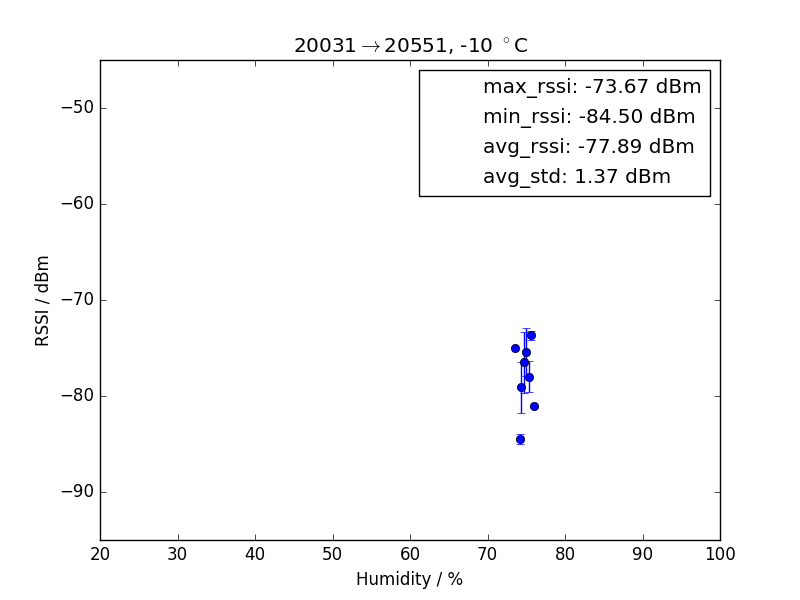 20031→20551, -10 °C
max_rssi: -73.67 dBm
min_rssi: -84.50 dBm
avg_rssi: -77.89 dBm
avg_std: 1.37 dBm
−50
−60
−70
−80
−90
RSSI / dBm
20 30 40 50 60 70 80 90 100
Humidity / %